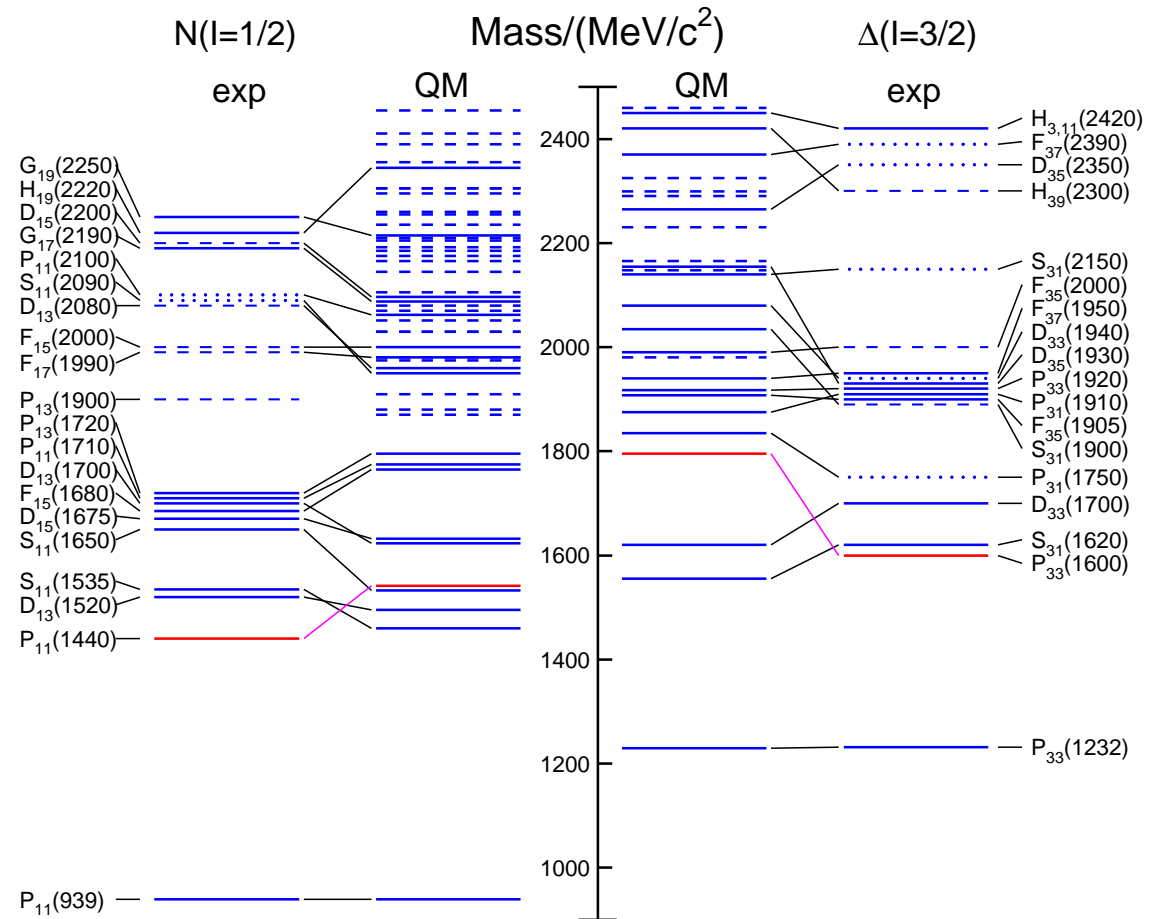 N(I=1/2)
Mass/(MeV/c²)
Δ(I=3/2)
exp
QM
QM
exp
G₁₉(2250)
H₁₉(2220)
D₁₅(2200)
G₁₇(2190)
P₁₁(2100)
S₁₁(2090)
D₁₃(2080)
F₁₅(2000)
F₁₇(1990)
P₁₃(1900)
P₁₃(1720)
P₁₁(1710)
D₁₃(1700)
F₁₅(1680)
D₁₅(1675)
S₁₁(1650)
S₁₁(1535)
D₁₃(1520)
P₁₁(1440)
P₁₁(939)
2400
2200
2000
1800
1600
1400
1200
1000
H₃,₁₁(2420)
F₃₇(2390)
D₃₅(2350)
H₃₉(2300)
S₃₁(2150)
F₃₅(2000)
F₃₇(1950)
D₃₃(1940)
D₃₅(1930)
P₃₃(1920)
P₃₁(1910)
F₃₅(1905)
S₃₁(1900)
P₃₁(1750)
D₃₃(1700)
S₃₁(1620)
P₃₃(1600)
P₃₃(1232)